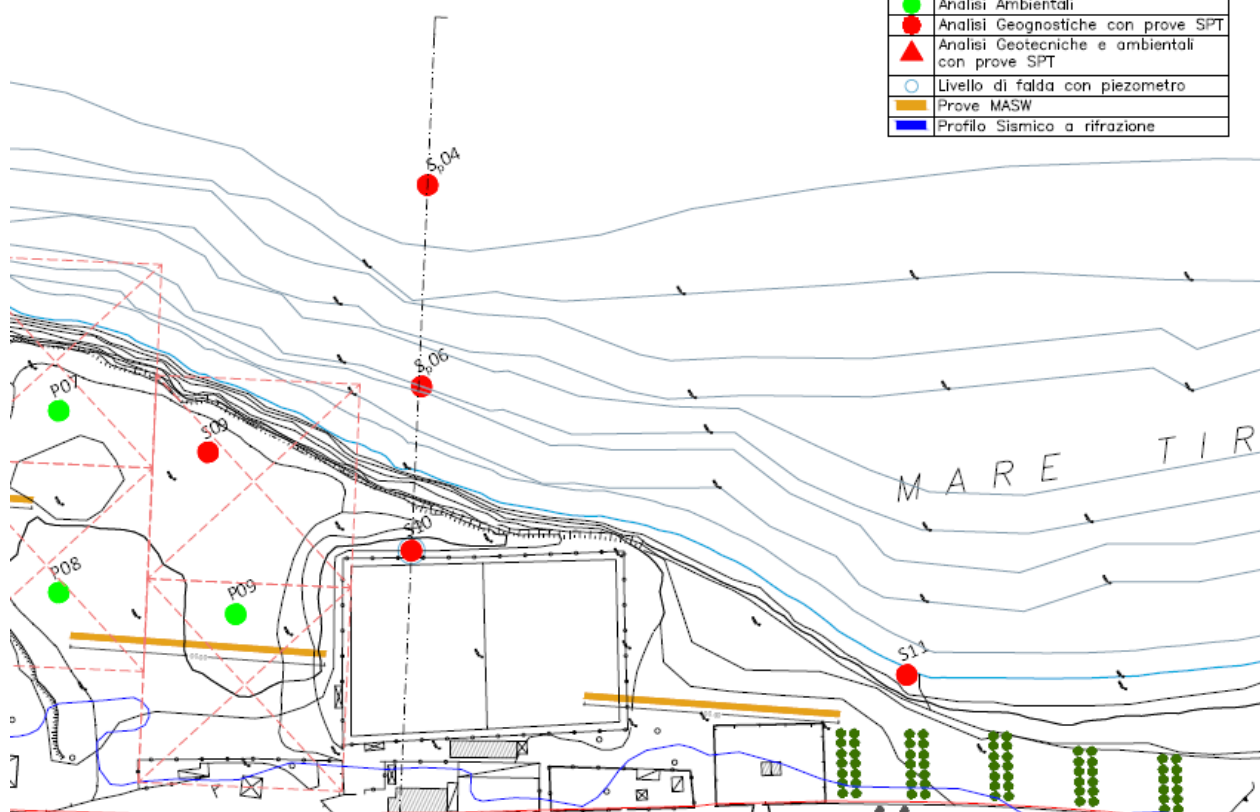 Analisi Ambientali
Analisi Geognostiche con prove SPT
Analisi Geotecniche e ambientali
con prove SPT
Livello di falda con piezometro
Prove MASW
Profilo Sismico a rifrazione
Sp04
Sp06
P07
S09
MARE TIR
S10
P08
P09
S11